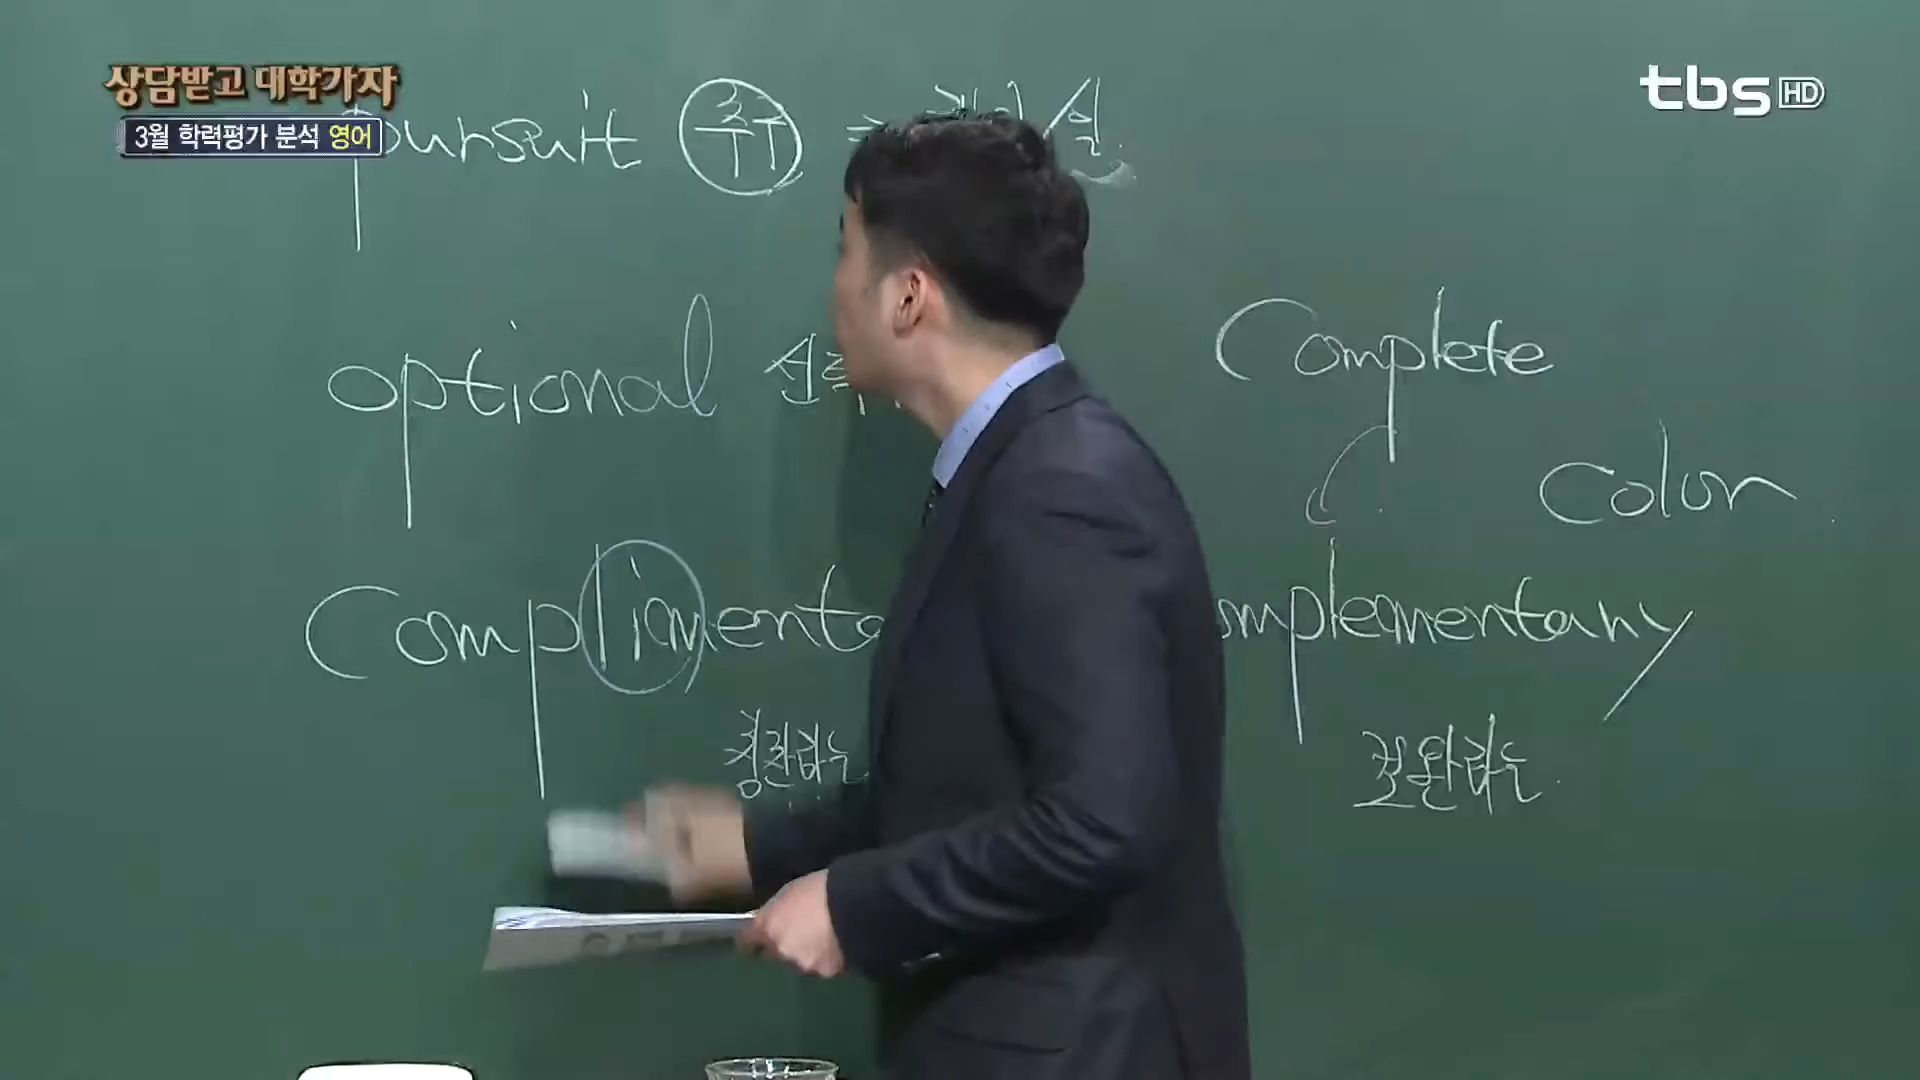 상담받고 대학가자
tbs HD
3월 학력평가 분석 영어
pursuit 추구 =
optional
Complete
Color
Complimenta
mplementary
칭찬하는
보완하는